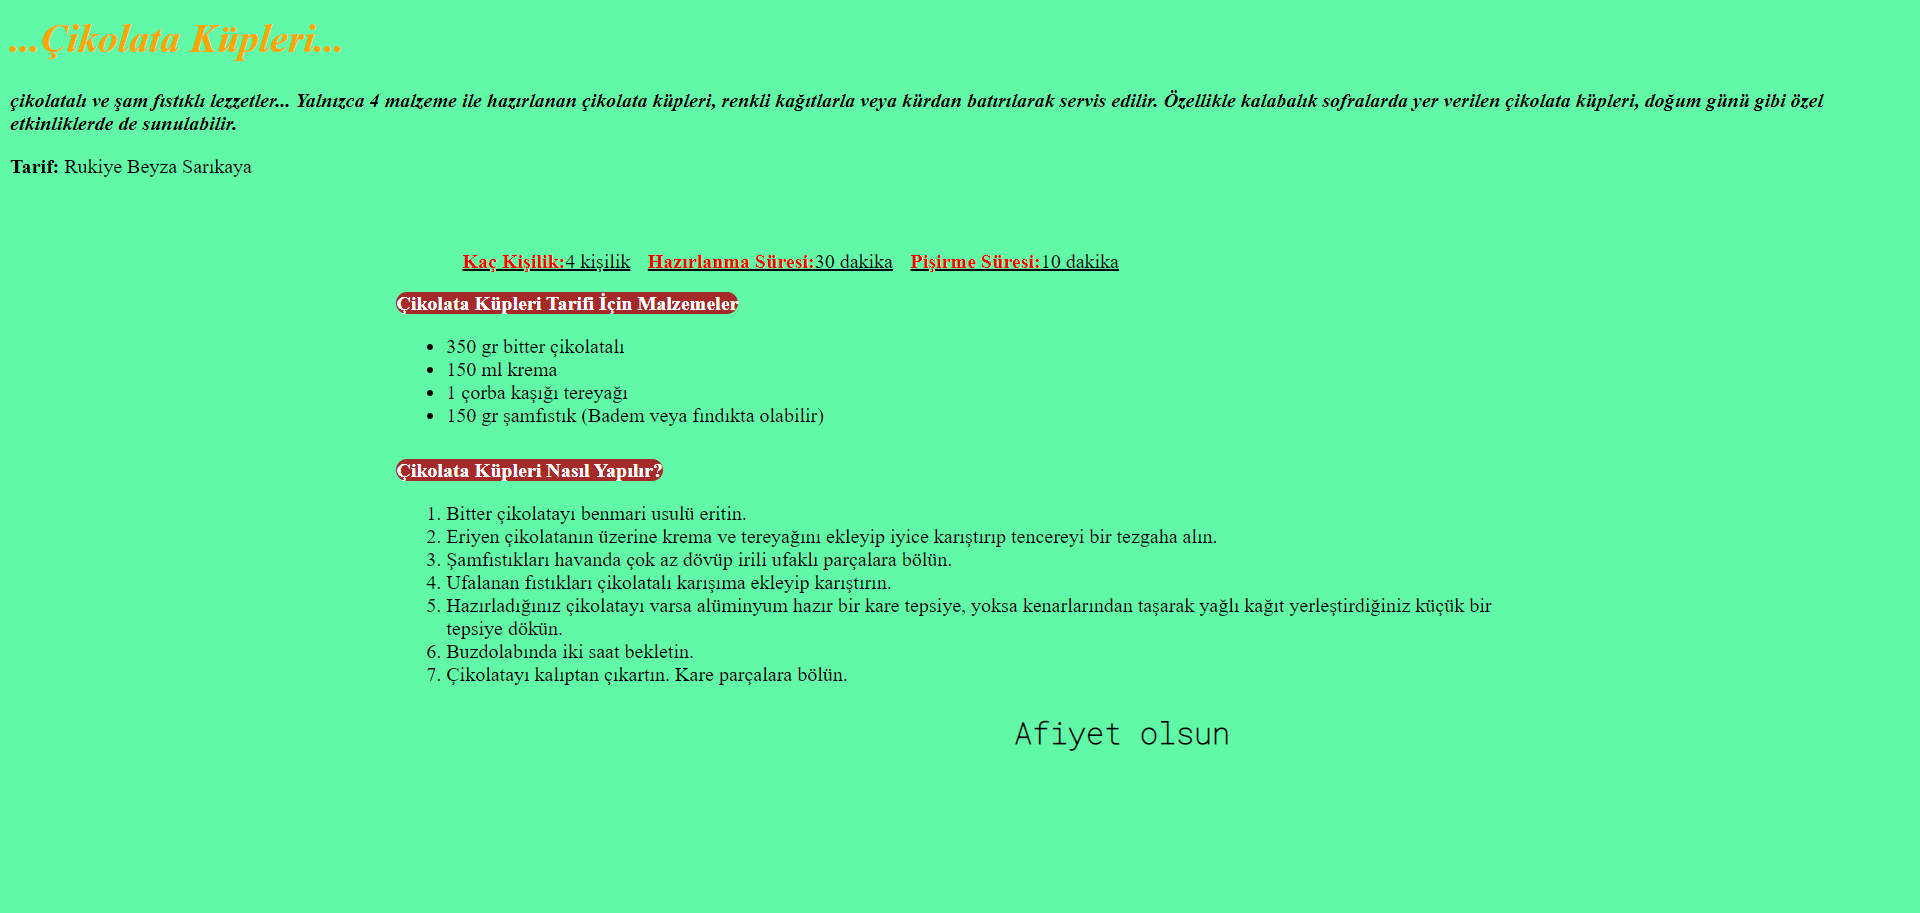 ...Çikolata Küpleri...
çikolatalı ve şam fıstıklı lezzetler... Yalnızca 4 malzeme ile hazırlanan çikolata küpleri, renkli kağıtlarla veya kürdan batırılarak servis edilir. Özellikle kalabalık sofralarda yer verilen çikolata küpleri, doğum günü gibi özel
etkinliklerde de sunulabilir.
Tarif: Rukiye Beyza Sarıkaya
Kaç Kişilik:4 kişilik Hazırlanma Süresi:30 dakika Pişirme Süresi:10 dakika
Çikolata Küpleri Tarifi İçin Malzemeler
• 350 gr bitter çikolatalı
• 150 ml krema
• 1 çorba kaşığı tereyağı
• 150 gr şamfıstık (Badem veya fındıkta olabilir)
Çikolata Küpleri Nasıl Yapılır?
1. Bitter çikolatayı benmari usulü eritin.
2. Eriyen çikolatanın üzerine krema ve tereyağını ekleyip iyice karıştırıp tencereyi bir tezgaha alın.
3. Şamfıstıkları havanda çok az dövüp irili ufaklı parçalara bölün.
4. Ufalanan fıstıkları çikolatalı karışıma ekleyip karıştırın.
5. Hazırladığınız çikolatayı varsa alüminyum hazır bir kare tepsiye, yoksa kenarlarından taşarak yağlı kağıt yerleştirdiğiniz küçük bir
tepsiye dökün.
6. Buzdolabında iki saat bekletin.
7. Çikolatayı kalıptan çıkartın. Kare parçalara bölün.
Afiyet olsun